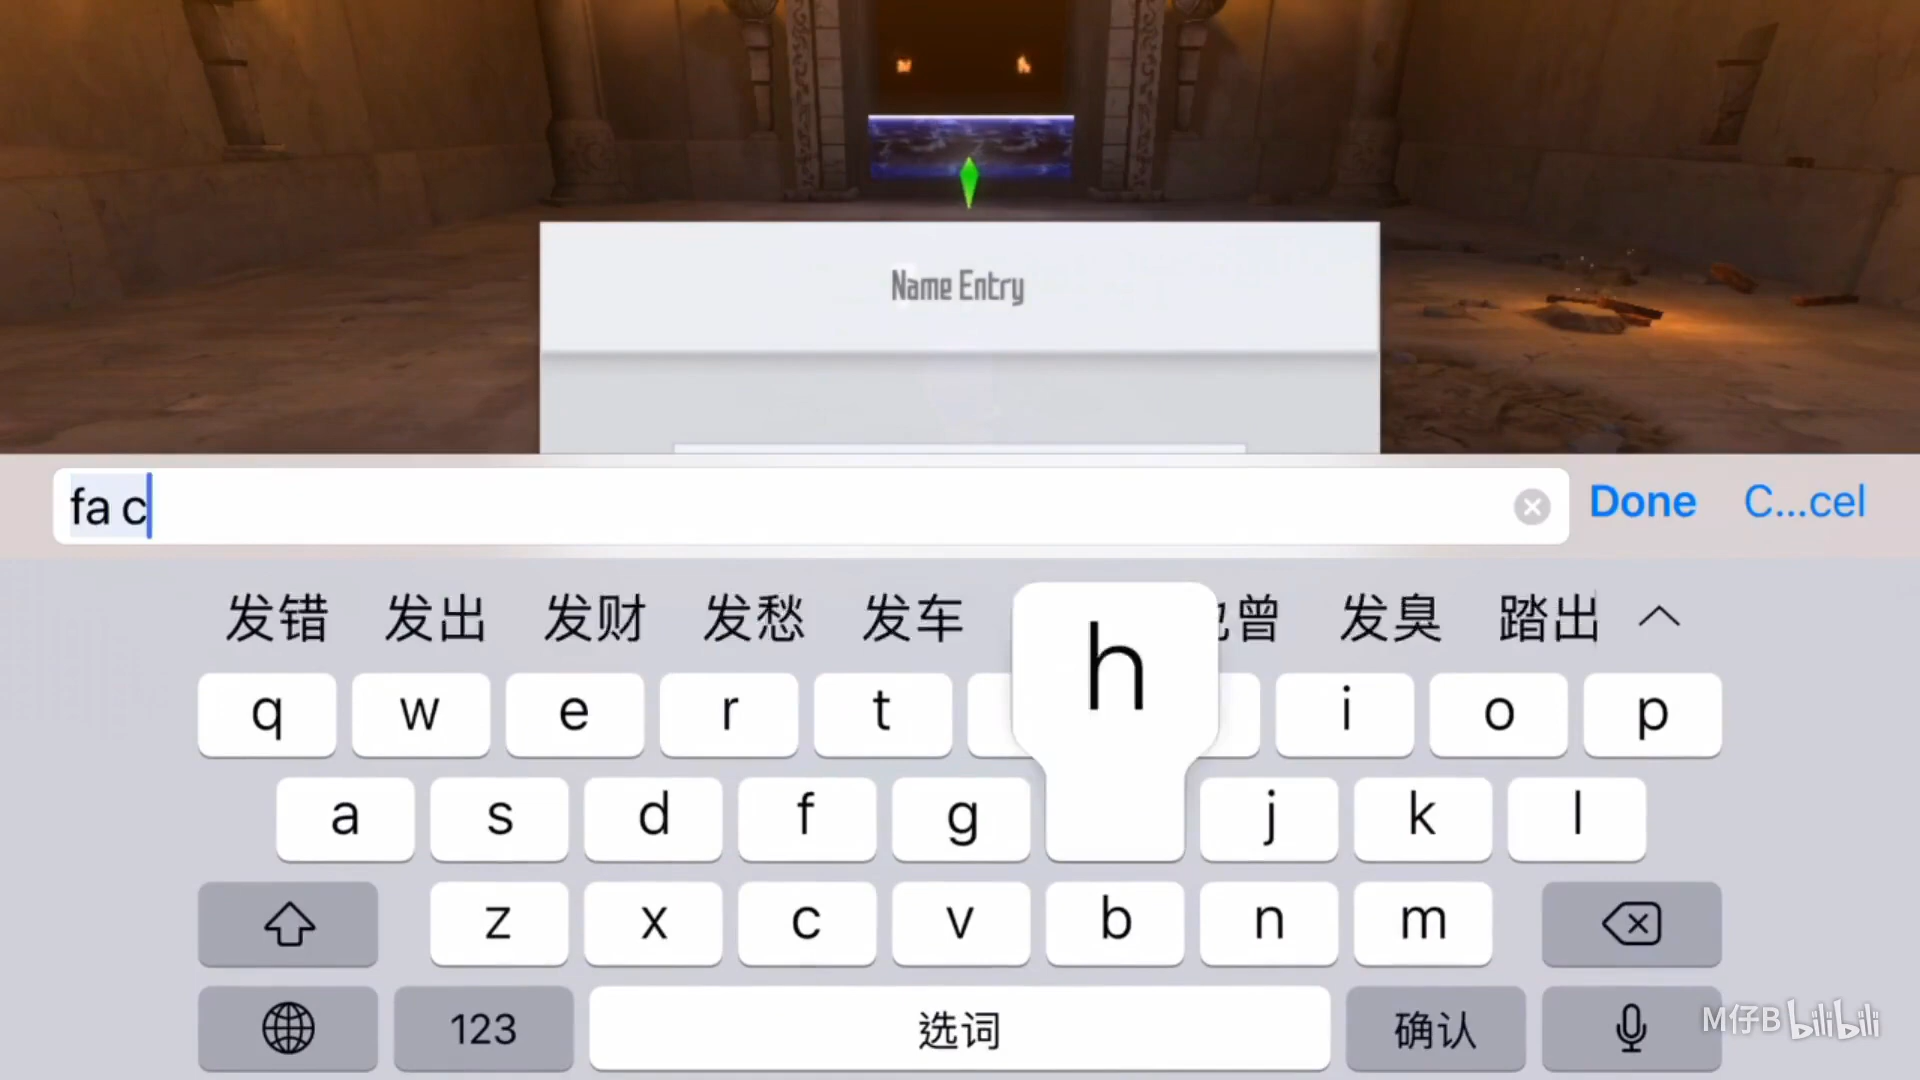 Name Entry
fa c
Done C...cel
发错 发出 发财 发愁 发车 曾 发臭 踏出
h
q w e r t i o p
a s d f g j k l
z x c v b n m
123 选词 确认
M仔B bilibili